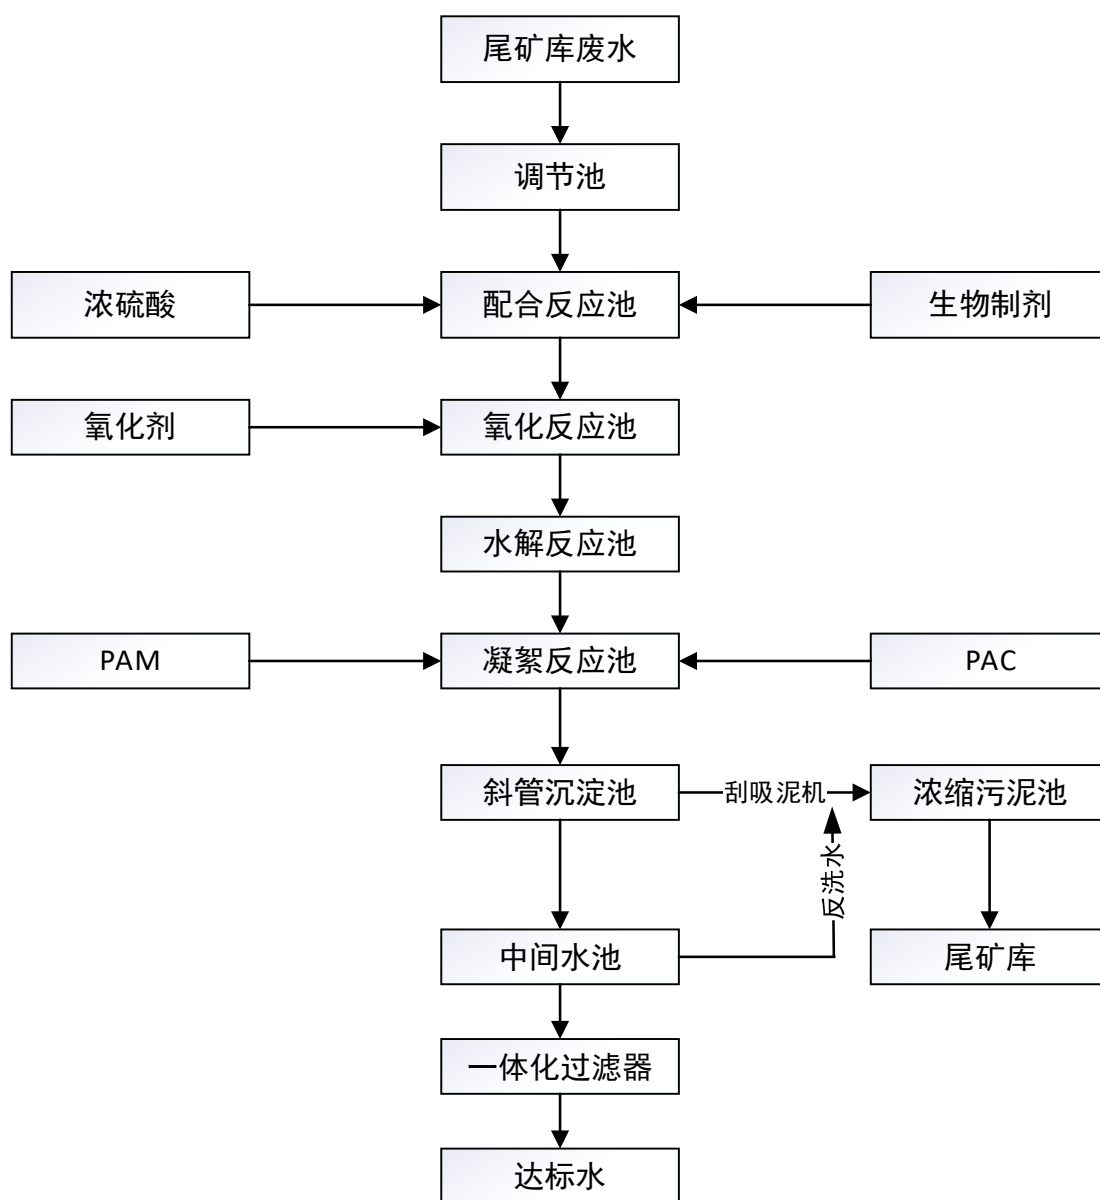 尾矿库废水
调节池
浓硫酸
配合反应池
生物制剂
氧化剂
氧化反应池
水解反应池
PAM
凝絮反应池
PAC
斜管沉淀池
刮吸泥机
浓缩污泥池
反洗水
中间水池
尾矿库
一体化过滤器
达标水